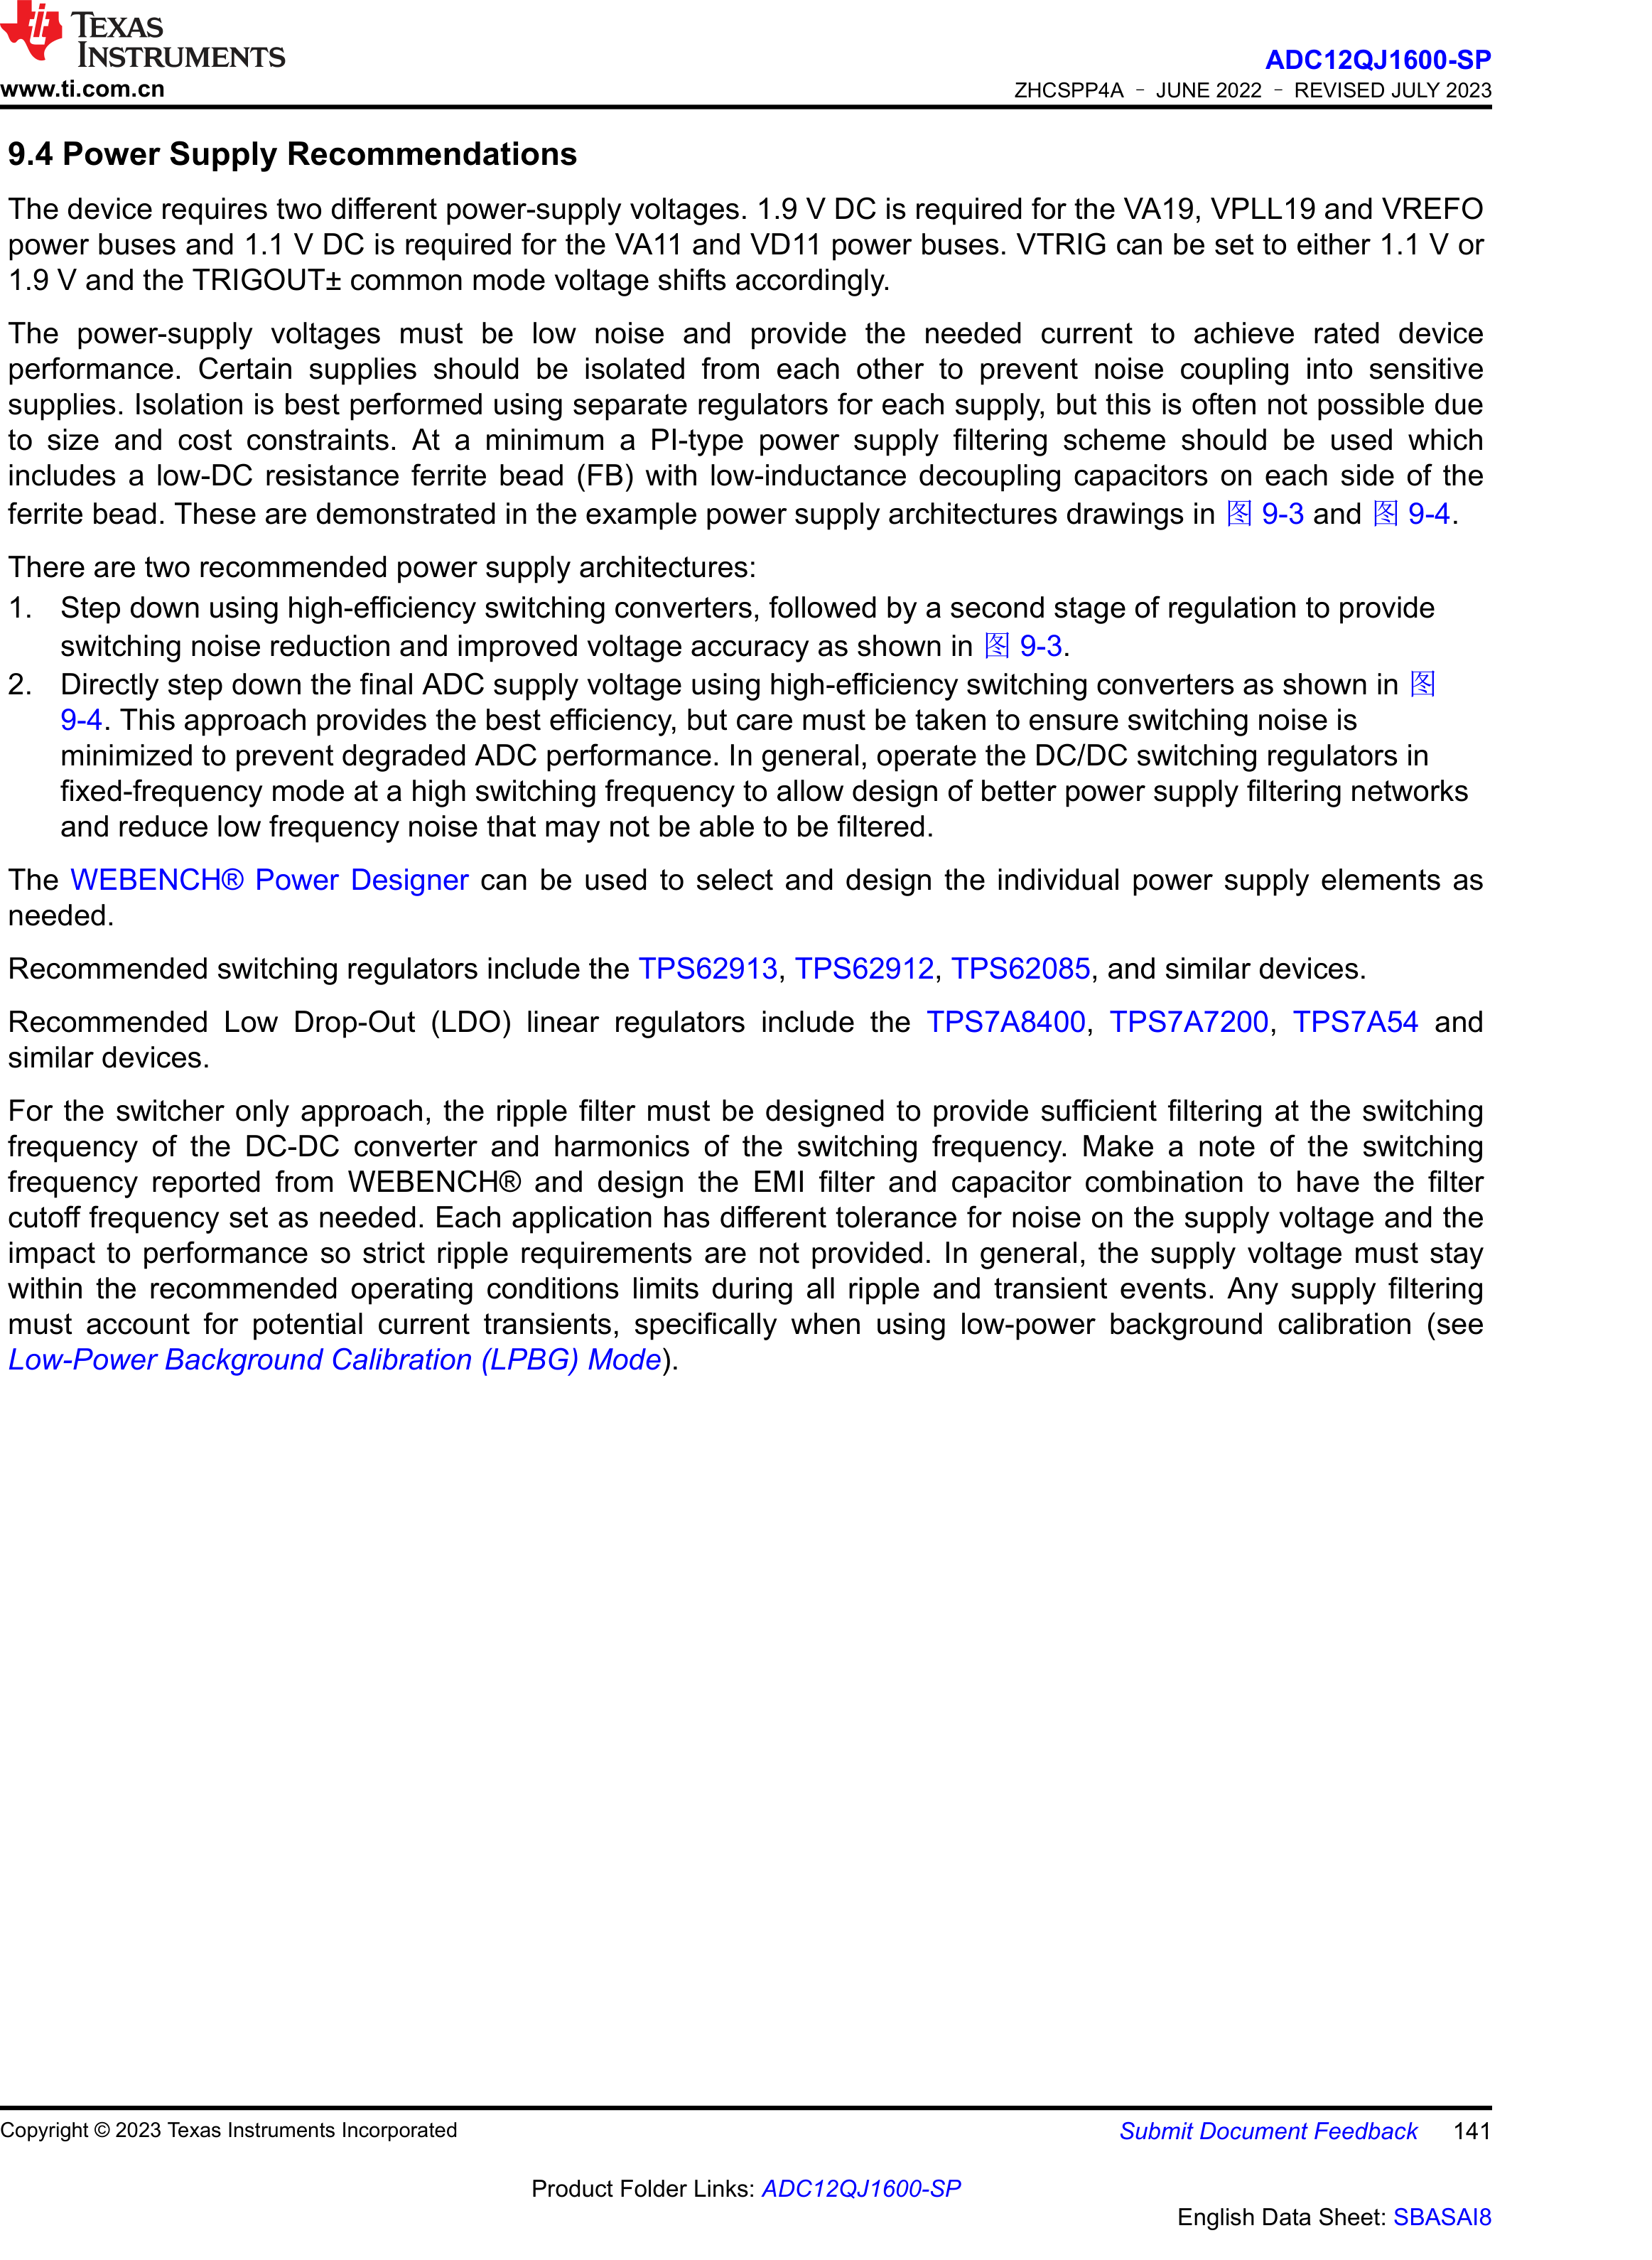 TEXAS
INSTRUMENTS
www.ti.com.cn
ADC12QJ1600-SP
ZHCSPP4A – JUNE 2022 – REVISED JULY 2023
9.4 Power Supply Recommendations
The device requires two different power-supply voltages. 1.9 V DC is required for the VA19, VPLL19 and VREFO
power buses and 1.1 V DC is required for the VA11 and VD11 power buses. VTRIG can be set to either 1.1 V or
1.9 V and the TRIGOUT± common mode voltage shifts accordingly.
The power-supply voltages must be low noise and provide the needed current to achieve rated device
performance. Certain supplies should be isolated from each other to prevent noise coupling into sensitive
supplies. Isolation is best performed using separate regulators for each supply, but this is often not possible due
to size and cost constraints. At a minimum a PI-type power supply filtering scheme should be used which
includes a low-DC resistance ferrite bead (FB) with low-inductance decoupling capacitors on each side of the
ferrite bead. These are demonstrated in the example power supply architectures drawings in 图 9-3 and 图 9-4.
There are two recommended power supply architectures:
1. Step down using high-efficiency switching converters, followed by a second stage of regulation to provide
switching noise reduction and improved voltage accuracy as shown in 图 9-3.
2. Directly step down the final ADC supply voltage using high-efficiency switching converters as shown in 图
9-4. This approach provides the best efficiency, but care must be taken to ensure switching noise is
minimized to prevent degraded ADC performance. In general, operate the DC/DC switching regulators in
fixed-frequency mode at a high switching frequency to allow design of better power supply filtering networks
and reduce low frequency noise that may not be able to be filtered.
The WEBENCH® Power Designer can be used to select and design the individual power supply elements as
needed.
Recommended switching regulators include the TPS62913, TPS62912, TPS62085, and similar devices.
Recommended Low Drop-Out (LDO) linear regulators include the TPS7A8400, TPS7A7200, TPS7A54 and
similar devices.
For the switcher only approach, the ripple filter must be designed to provide sufficient filtering at the switching
frequency of the DC-DC converter and harmonics of the switching frequency. Make a note of the switching
frequency reported from WEBENCH® and design the EMI filter and capacitor combination to have the filter
cutoff frequency set as needed. Each application has different tolerance for noise on the supply voltage and the
impact to performance so strict ripple requirements are not provided. In general, the supply voltage must stay
within the recommended operating conditions limits during all ripple and transient events. Any supply filtering
must account for potential current transients, specifically when using low-power background calibration (see
Low-Power Background Calibration (LPBG) Mode).
Copyright © 2023 Texas Instruments Incorporated
Submit Document Feedback 141
Product Folder Links: ADC12QJ1600-SP
English Data Sheet: SBASAI8